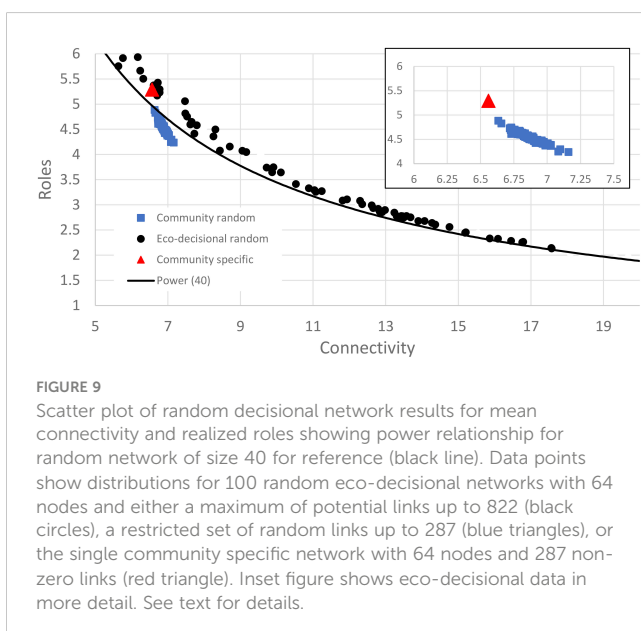 6
5.5
5
4.5
4
3.5
3
2.5
2
1.5
1
Roles
5 7 9 11 13 15 17 19
Connectivity
Community random
Eco-decisional random
Community specific
Power (40)
6
5.5
5
4.5
4
6 6.25 6.5 6.75 7 7.25 7.5
FIGURE 9
Scatter plot of random decisional network results for mean
connectivity and realized roles showing power relationship for
random network of size 40 for reference (black line). Data points
show distributions for 100 random eco-decisional networks with 64
nodes and either a maximum of potential links up to 822 (black
circles), a restricted set of random links up to 287 (blue triangles), or
the single community specific network with 64 nodes and 287 non-
zero links (red triangle). Inset figure shows eco-decisional data in
more detail. See text for details.